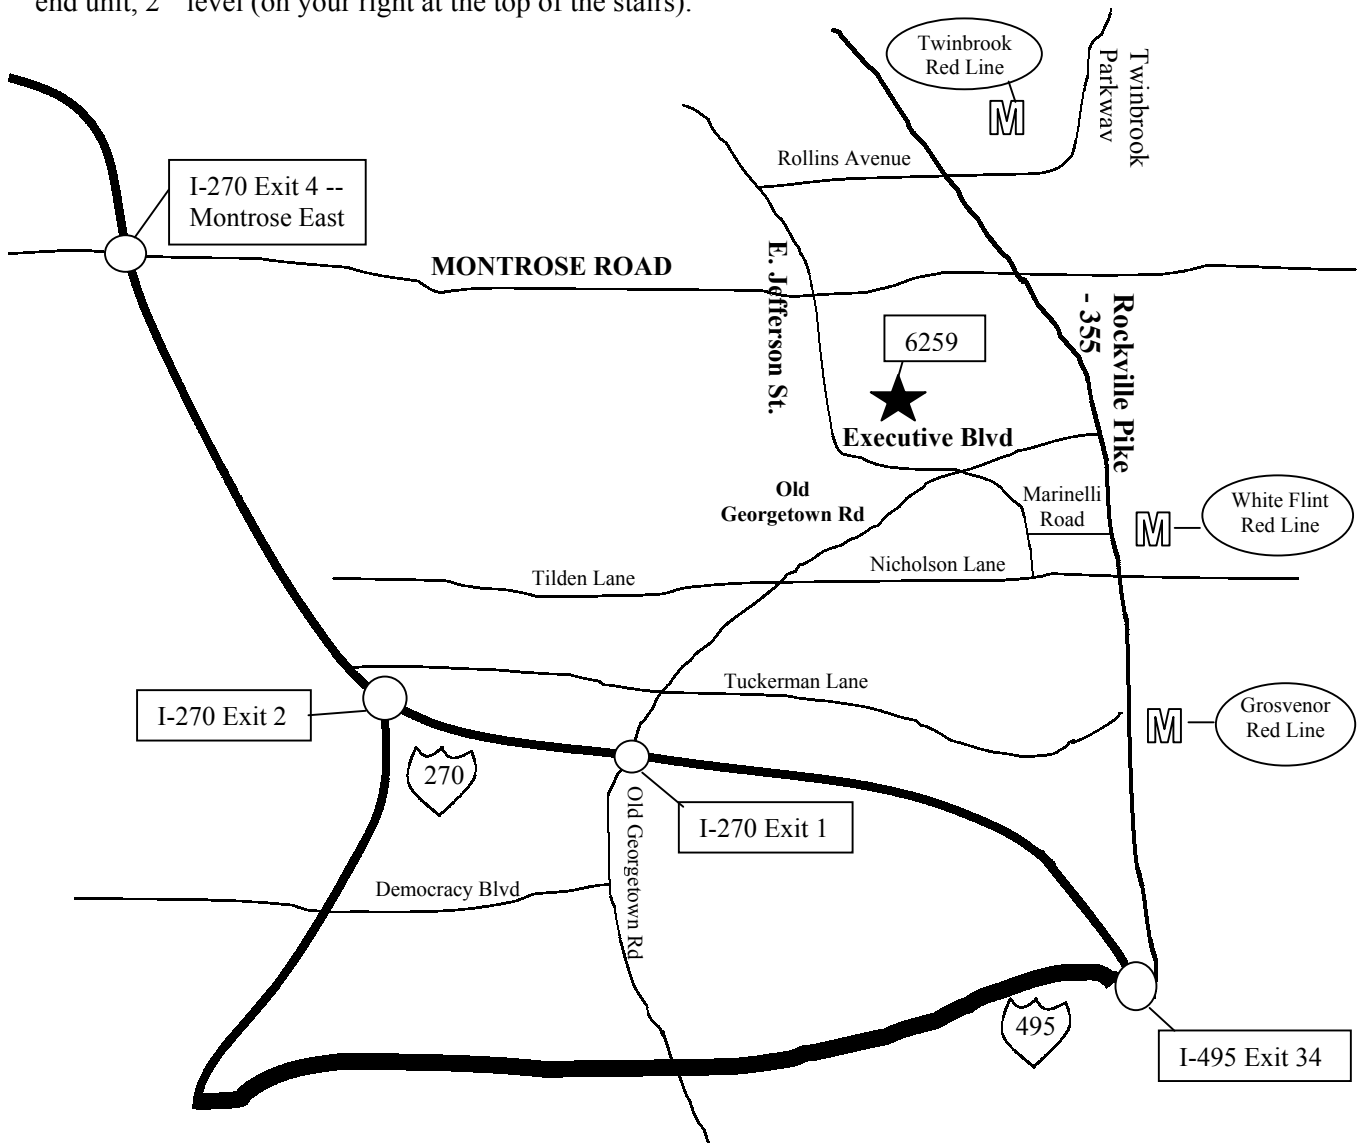 end unit, 2 level (on your right at the top of the stairs).
Twinbrook
Red Line
M
Twinbrook
Parkway
Rollins Avenue
I-270 Exit 4 --
Montrose East
MONTROSE ROAD
E. Jefferson St.
Rockville Pike
- 355
6259
Executive Blvd
Old
Georgetown Rd
Marinelli
Road
M
White Flint
Red Line
Tilden Lane
Nicholson Lane
Tuckerman Lane
I-270 Exit 2
M
Grosvenor
Red Line
270
I-270 Exit 1
Old Georgetown Rd
Democracy Blvd
495
I-495 Exit 34